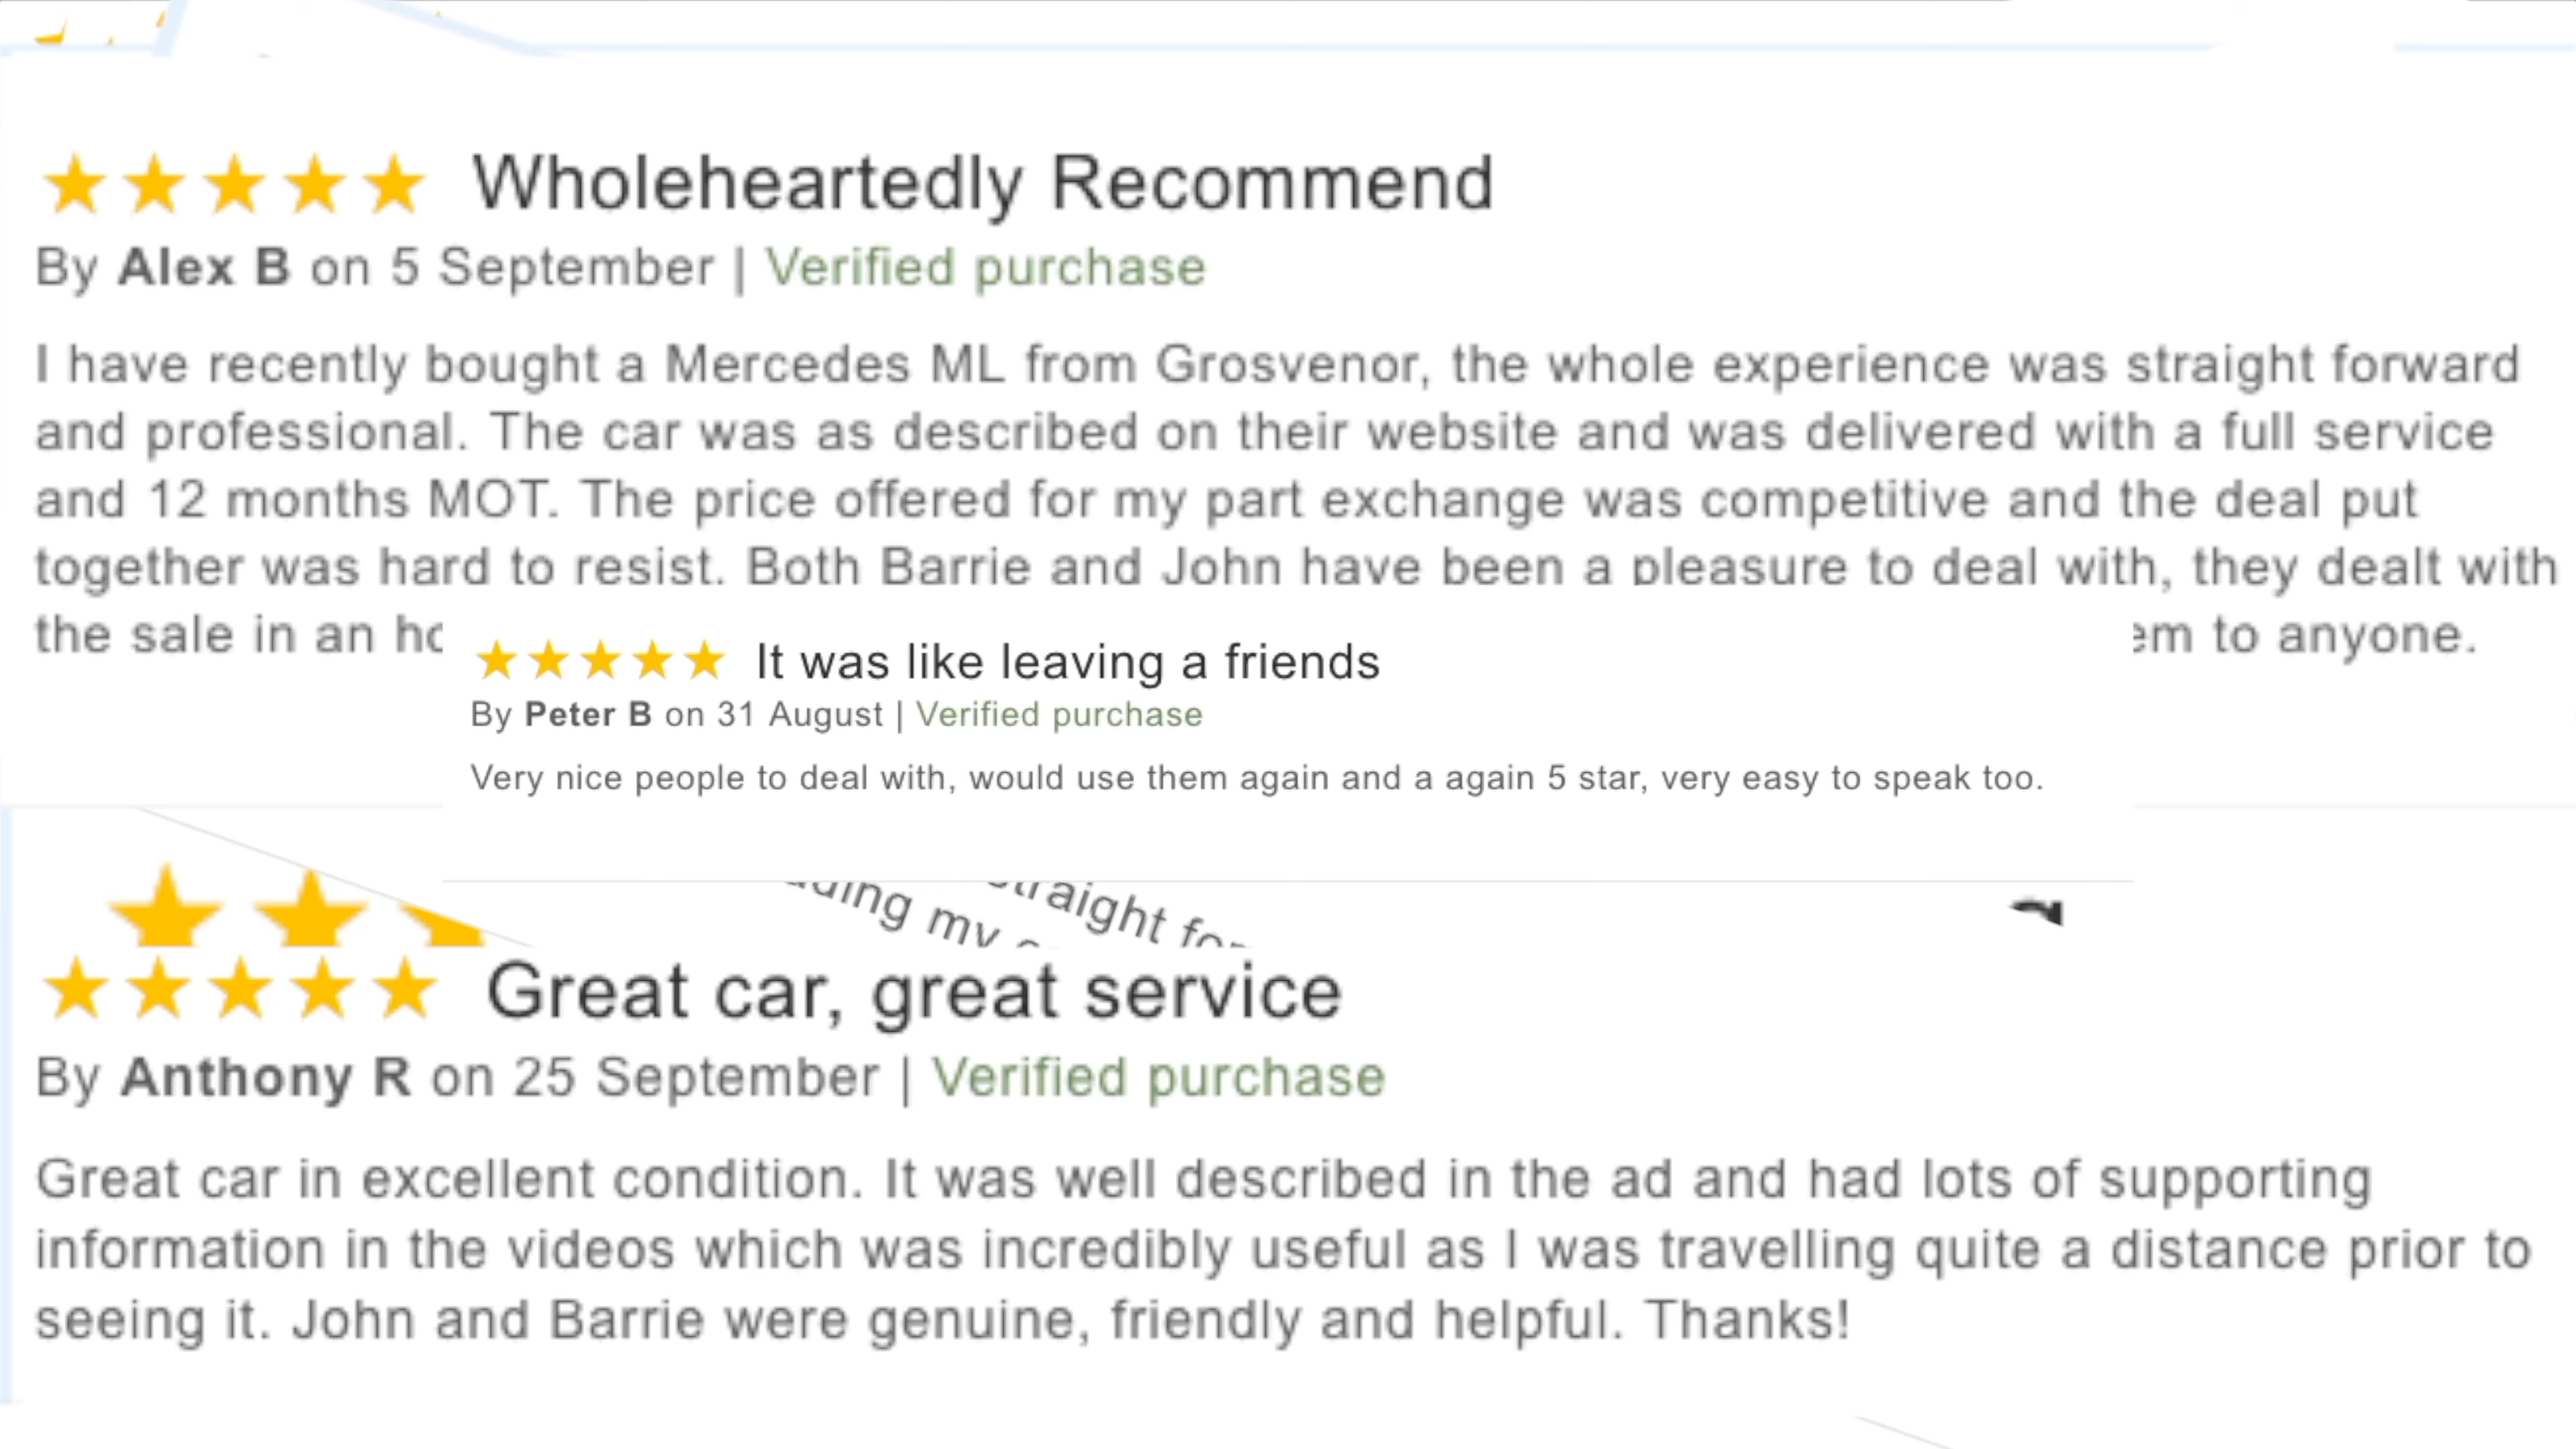 Wholeheartedly Recommend
By Alex B on 5 September | Verified purchase
I have recently bought a Mercedes ML from Grosvenor, the whole experience was straight forward
and professional. The car was as described on their website and was delivered with a full service
and 12 months MOT. The price offered for my part exchange was competitive and the deal put
together was hard to resist. Both Barrie and John have been a pleasure to deal with, they dealt with
the sale in an to anyone.
It was like leaving a friends
By Peter B on 31 August | Verified purchase
Very nice people to deal with, would use them again and a again 5 star, very easy to speak too.
my straight
Great car, great service
By Anthony R on 25 September | Verified purchase
Great car in excellent condition. It was well described in the ad and had lots of supporting
information in the videos which was incredibly useful as I was travelling quite a distance prior to
seeing it. John and Barrie were genuine, friendly and helpful. Thanks!